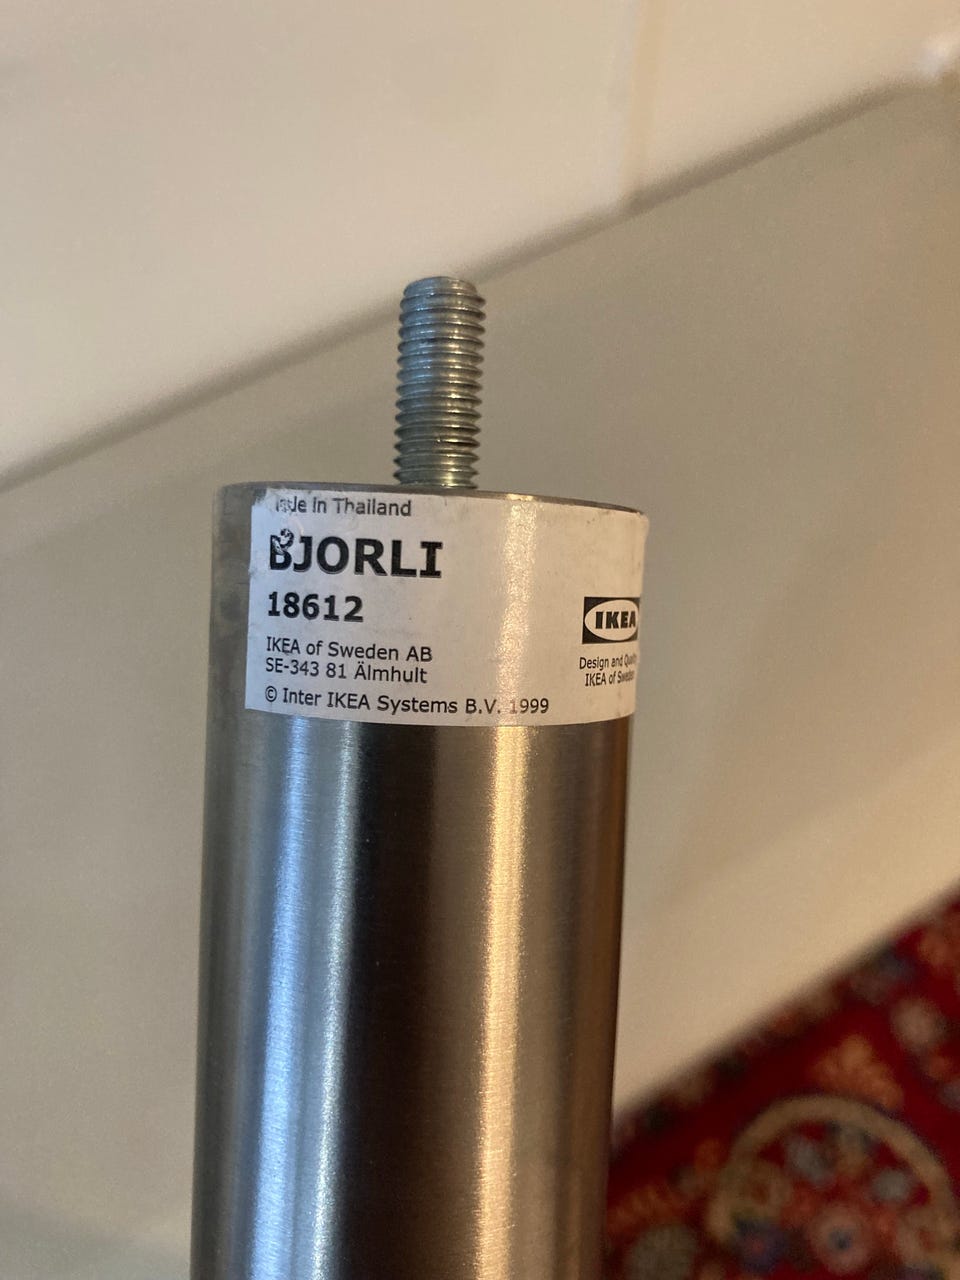 in Thailand
BJORLI
18612
IKEA of Sweden AB
SE-343 81 Älmhult
© Inter IKEA Systems B.V. 1999
IKEA
Design and Quality
IKEA of Sweden